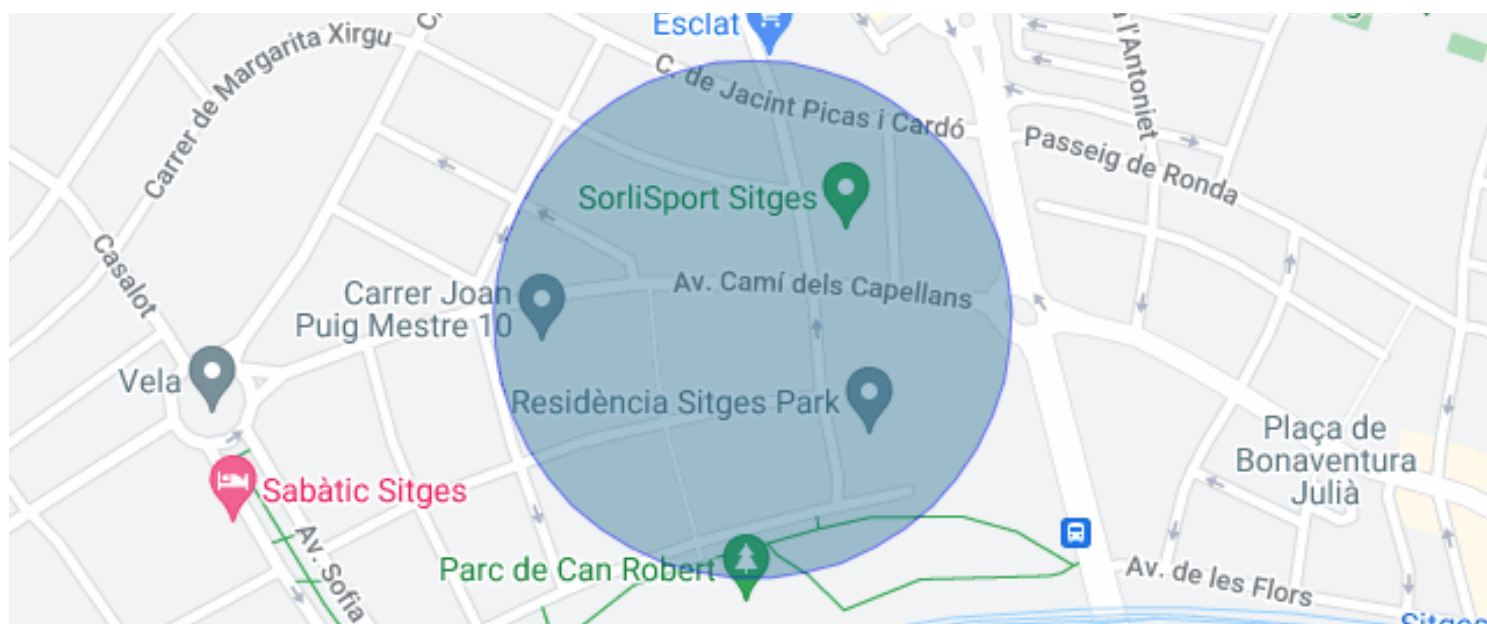 Esclat
Carrer de Margarita Xirgu
C. de Jacint Picas i Cardó
l'Antoniet
Passeig de Ronda
SorliSport Sitges
Casalot
Av. Camí dels Capellans
Carrer Joan
Puig Mestre 10
Vela
Residència Sitges Park
Plaça de
Bonaventura
Julià
Sabàtic Sitges
Av. Sofia
Parc de Can Robert
Av. de les Flors
Sitges